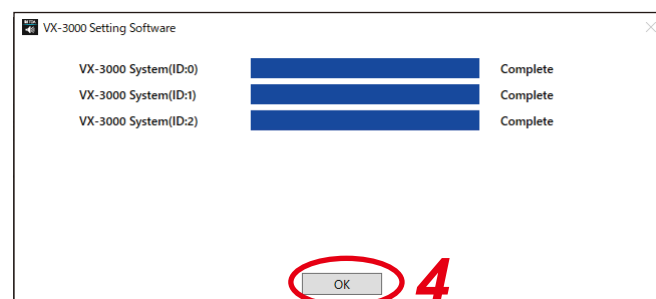 VX-3000 Setting Software
VX-3000 System(ID:0) Complete
VX-3000 System(ID:1) Complete
VX-3000 System(ID:2) Complete
OK
4